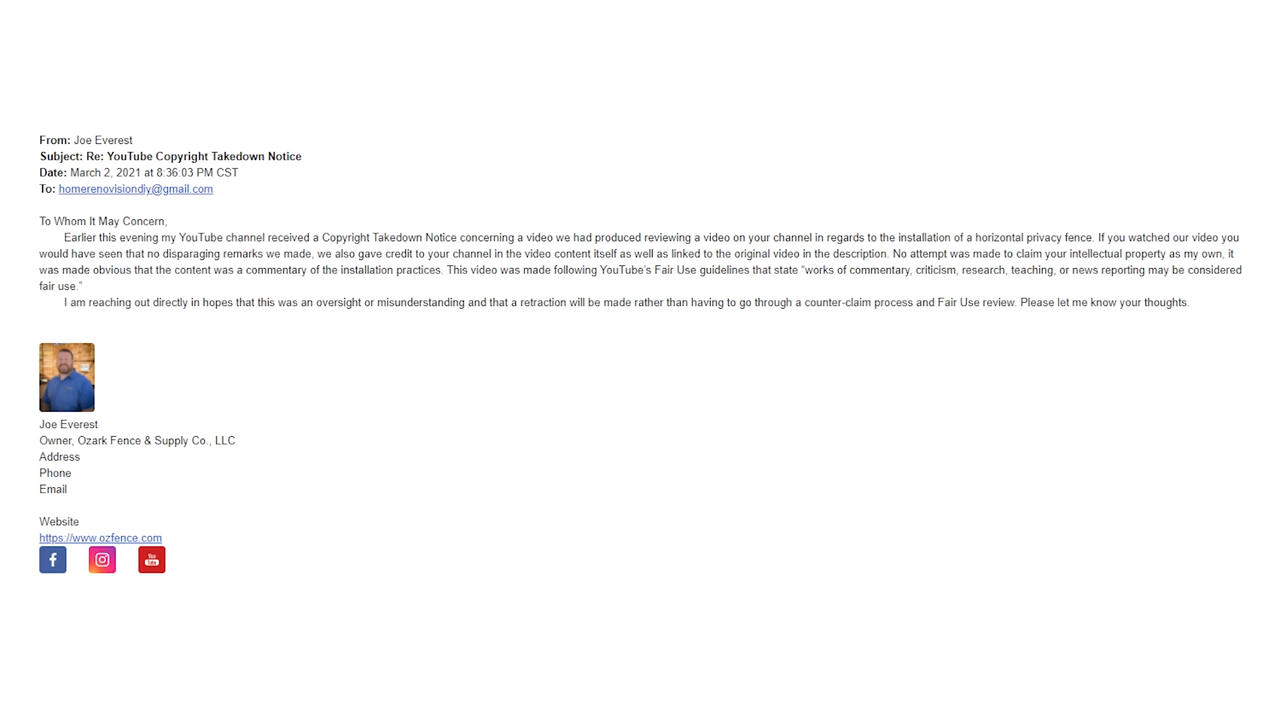 From: Joe Everest
Subject: Re: YouTube Copyright Takedown Notice
Date: March 2, 2021 at 8:36:03 PM CST
To: homerenovisiondiy@gmail.com
To Whom It May Concern,
Earlier this evening my YouTube channel received a Copyright Takedown Notice concerning a video we had produced reviewing a video on your channel in regards to the installation of a horizontal privacy fence. If you watched our video you
would have seen that no disparaging remarks we made, we also gave credit to your channel in the video content itself as well as linked to the original video in the description. No attempt was made to claim your intellectual property as my own, it
was made obvious that the content was a commentary of the installation practices. This video was made following YouTube's Fair Use guidelines that state “works of commentary, criticism, research, teaching, or news reporting may be considered
fair use.”
I am reaching out directly in hopes that this was an oversight or misunderstanding and that a retraction will be made rather than having to go through a counter-claim process and Fair Use review. Please let me know your thoughts.
Joe Everest
Owner, Ozark Fence & Supply Co., LLC
Address
Phone
Email
Website
https://www.ozfence.com
f
You Tube